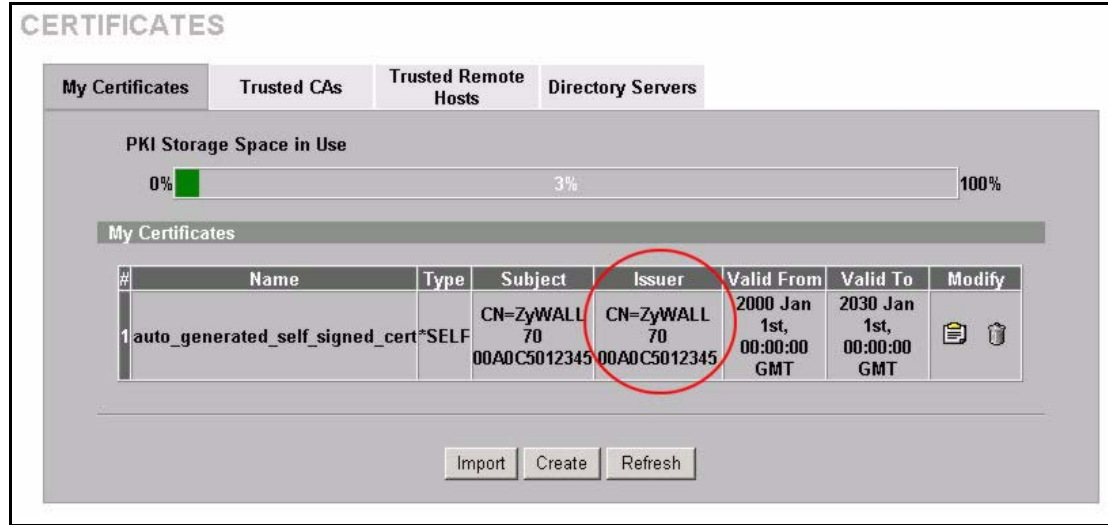 CERTIFICATES
My Certificates
Trusted CAs
Trusted Remote
Hosts
Directory Servers
PKI Storage Space in Use
0% 3% 100%
My Certificates
# Name Type Subject Issuer Valid From Valid To Modify
1 auto_generated_self_signed_cert *SELF
CN=ZyWALL
70
00A0C5012345
CN=ZyWALL
70
00A0C5012345
2000 Jan
1st,
00:00:00
GMT
2030 Jan
1st,
00:00:00
GMT
Import Create Refresh